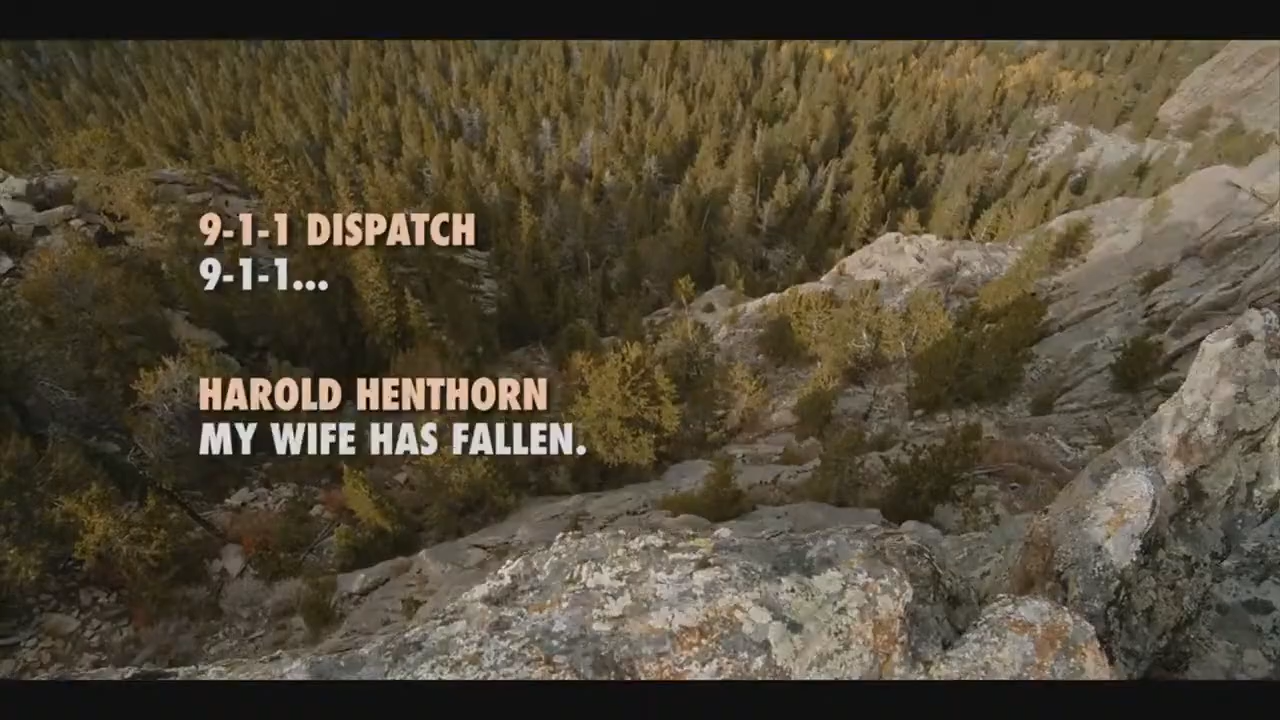 9-1-1 DISPATCH
9-1-1...
HAROLD HENTHORN
MY WIFE HAS FALLEN.